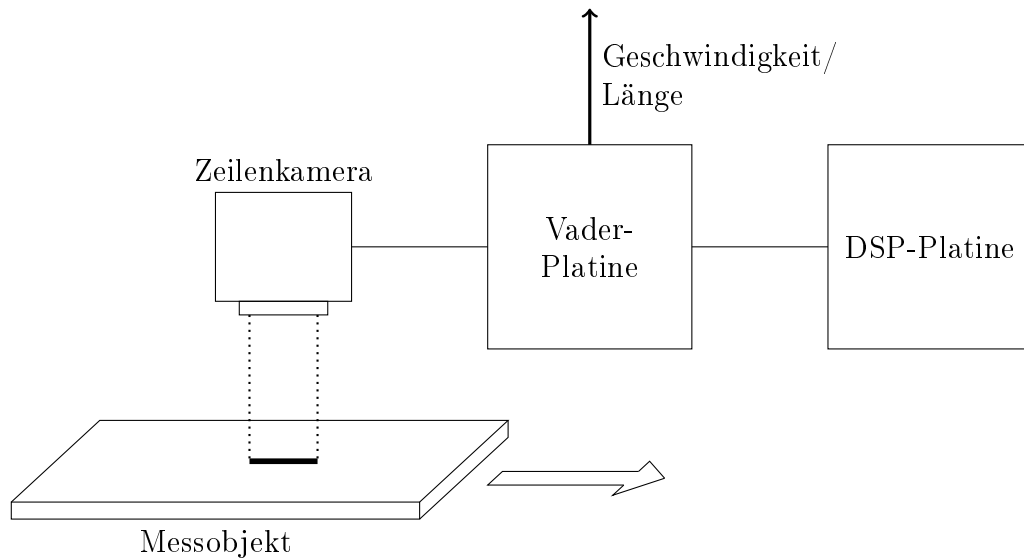 Geschwindigkeit/
Länge
Zeilenkamera
Vader-
Platine
DSP-Platine
Messobjekt